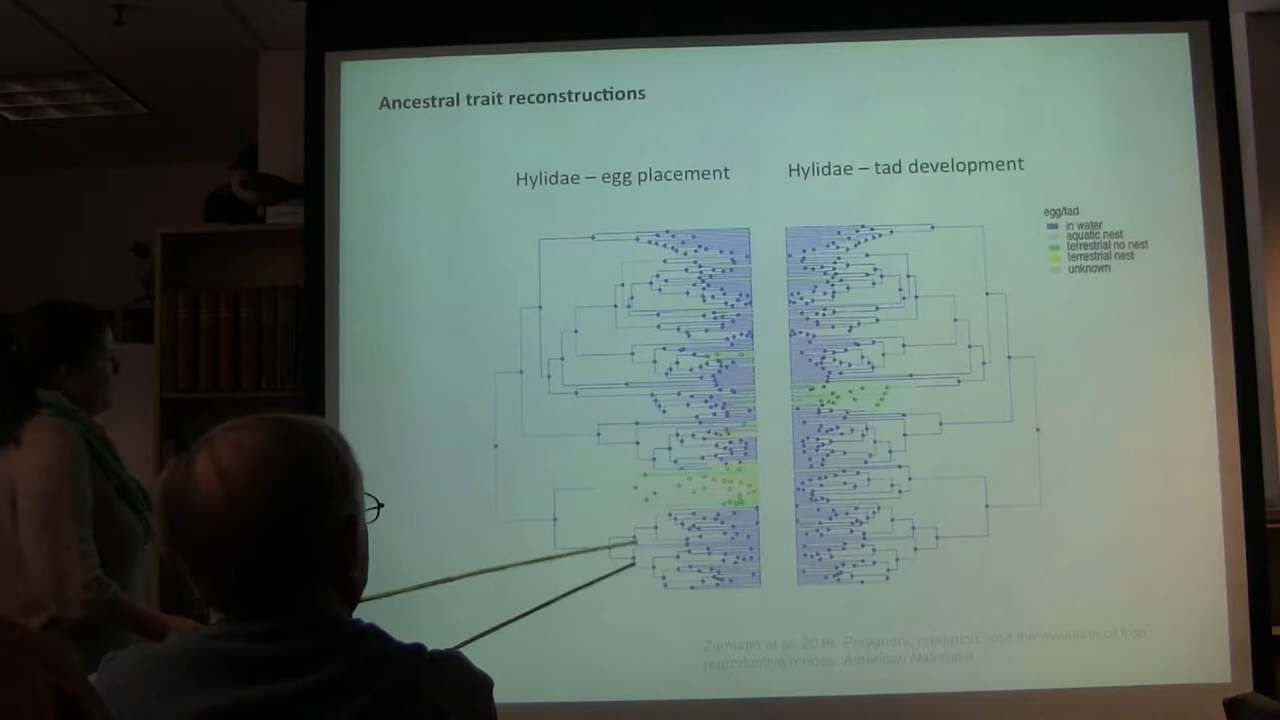 Ancestral trait reconstructions
Hylidae – egg placement
Hylidae – tad development
egg/tad
in water
aquatic nest
terrestrial no nest
terrestrial nest
unknown
Zamudio et al. 2016. Polyandry, predation, and the evolution of frog
reproductive modes. American Naturalist.